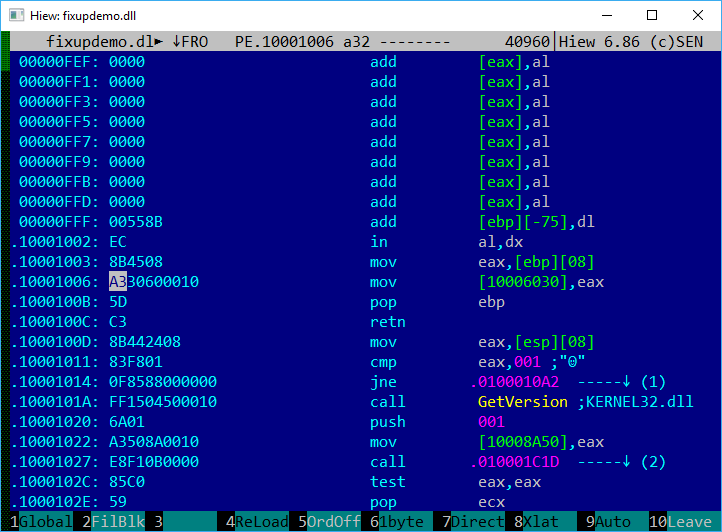 Hiew: fixupdemo.dll
fixupdemo.dl► ↓FRO PE.10001006 a32 -------- 40960│Hiew 6.86 (c)SEN
00000FEF: 0000 add [eax],al
00000FF1: 0000 add [eax],al
00000FF3: 0000 add [eax],al
00000FF5: 0000 add [eax],al
00000FF7: 0000 add [eax],al
00000FF9: 0000 add [eax],al
00000FFB: 0000 add [eax],al
00000FFD: 0000 add [eax],al
00000FFF: 00558B add [ebp][-75],dl
.10001002: EC in al,dx
.10001003: 8B4508 mov eax,[ebp][08]
.10001006: A330600010 mov [10006030],eax
.1000100B: 5D pop ebp
.1000100C: C3 retn
.1000100D: 8B442408 mov eax,[esp][08]
.10001011: 83F801 cmp eax,001 ;"☺"
.10001014: 0F8588000000 jne .0100010A2 -----↓ (1)
.1000101A: FF1504500010 call GetVersion ;KERNEL32.dll
.10001020: 6A01 push 001
.10001022: A3508A0010 mov [10008A50],eax
.10001027: E8F10B0000 call .010001C1D -----↓ (2)
.1000102C: 85C0 test eax,eax
.1000102E: 59 pop ecx
1Global 2FilBlk 3 4ReLoad 5OrdOff 6 1byte 7Direct 8Xlat 9Auto 10Leave